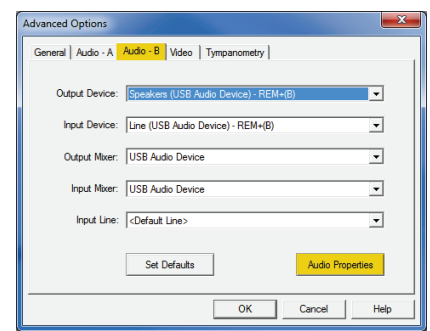 Advanced Options
General Audio - A Audio - B Video Tympanometry
Output Device: Speakers (USB Audio Device) - REM+(B)
Input Device: Line (USB Audio Device) - REM+(B)
Output Mixer: USB Audio Device
Input Mixer: USB Audio Device
Input Line: <Default Line>
Set Defaults Audio Properties
OK Cancel Help